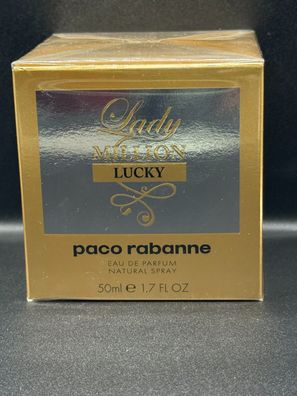 Lady
MILLION
LUCKY
paco rabanne
EAU DE PARFUM
NATURAL SPRAY
50ml e 1.7 FL OZ